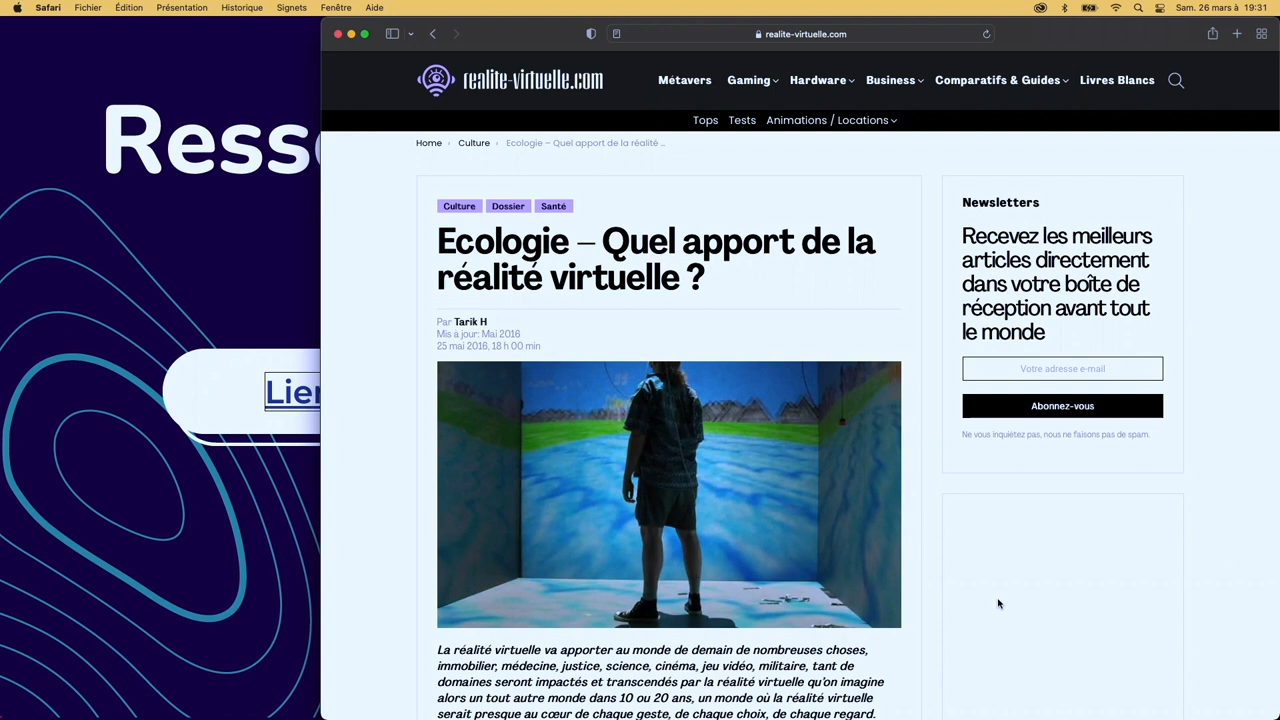 Safari Fichier Édition Présentation Historique Signets Fenêtre Aide
Sam. 26 mars à 19:31
realite-virtuelle.com
realite-virtuelle.com
Métavers Gaming Hardware Business Comparatifs & Guides Livres Blancs
Tops Tests Animations / Locations
Home › Culture › Ecologie – Quel apport de la réalité ...
Culture Dossier Santé
Ecologie – Quel apport de la
réalité virtuelle ?
Par Tarik H
Mis à jour: Mai 2016
25 mai 2016, 18 h 00 min
La réalité virtuelle va apporter au monde de demain de nombreuses choses,
immobilier, médecine, justice, science, cinéma, jeu vidéo, militaire, tant de
domaines seront impactés et transcendés par la réalité virtuelle qu'on imagine
alors un tout autre monde dans 10 ou 20 ans, un monde où la réalité virtuelle
serait presque au cœur de chaque geste, de chaque choix, de chaque regard.
Newsletters
Recevez les meilleurs
articles directement
dans votre boîte de
réception avant tout
le monde
Votre adresse e-mail
Abonnez-vous
Ne vous inquiétez pas, nous ne faisons pas de spam.